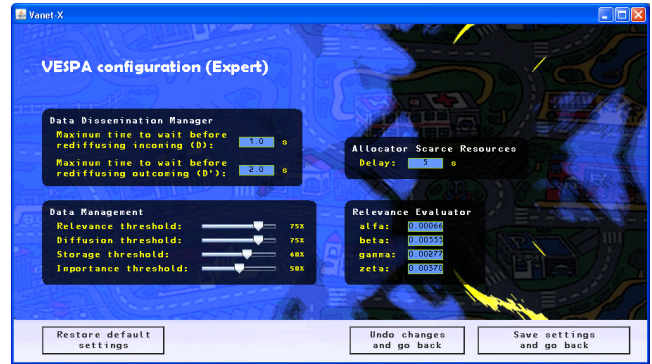 Vanet-X
VESPA configuration (Expert)
Data Dissemination Manager
Maximun time to wait before
rediffusing incoming (D): 1.0 s
Maximun time to wait before
rediffusing outcoming (D'): 2.0 s
Allocator Scarce Resources
Delay: 5 s
Data Management
Relevance threshold: 75%
Diffusion threshold: 75%
Storage threshold: 60%
Importance threshold: 50%
Relevance Evaluator
alfa: 0.00066
beta: 0.00555
gamma: 0.00277
zeta: 0.00370
Restore default
settings
Undo changes
and go back
Save settings
and go back